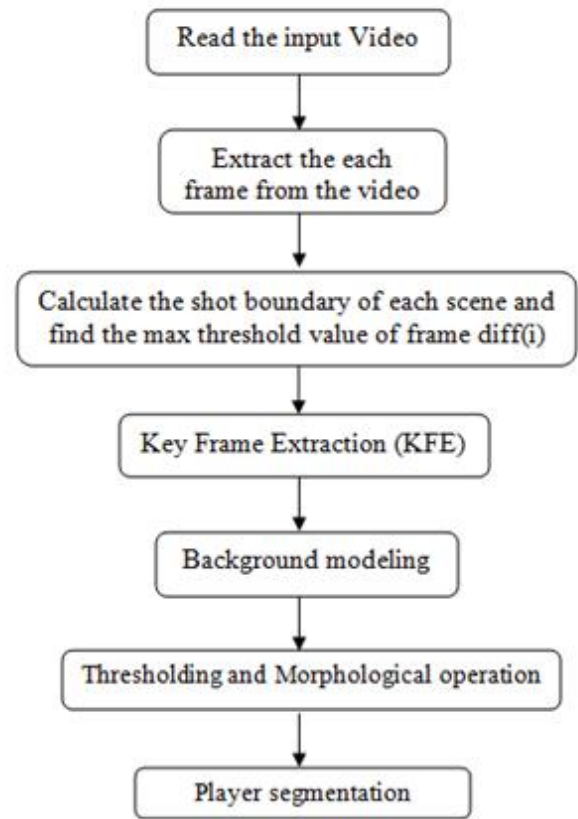 Read the input Video
Extract the each
frame from the video
Calculate the shot boundary of each scene and
find the max threshold value of frame diff(i)
Key Frame Extraction (KFE)
Background modeling
Thresholding and Morphological operation
Player segmentation